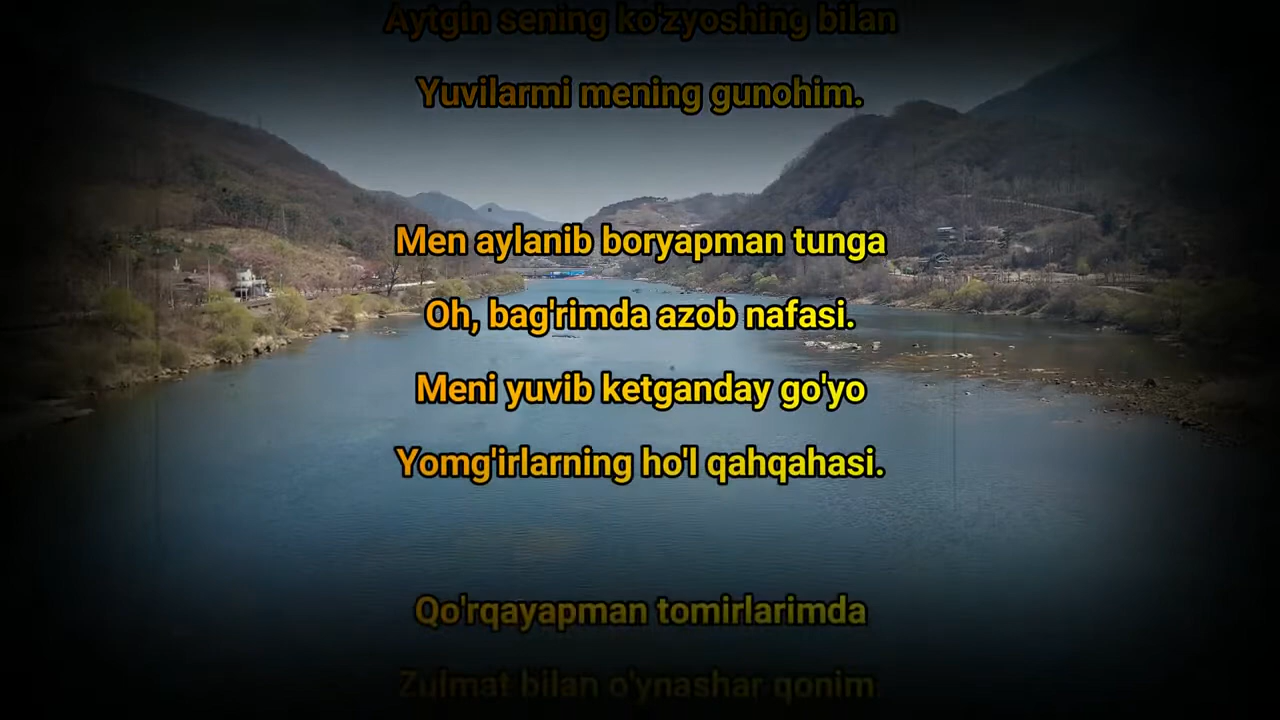 Aytgin sening ko'zyoshing bilan
Yuvilarmi mening gunohim.
Men aylanib boryapman tunga
Oh, bag'rimda azob nafasi.
Meni yuvib ketganday go'yo
Yomg'irlarning ho'l qahqahasi.
Qo'rqayapman tomirlarimda
Zulmat bilan o'ynashar qonim